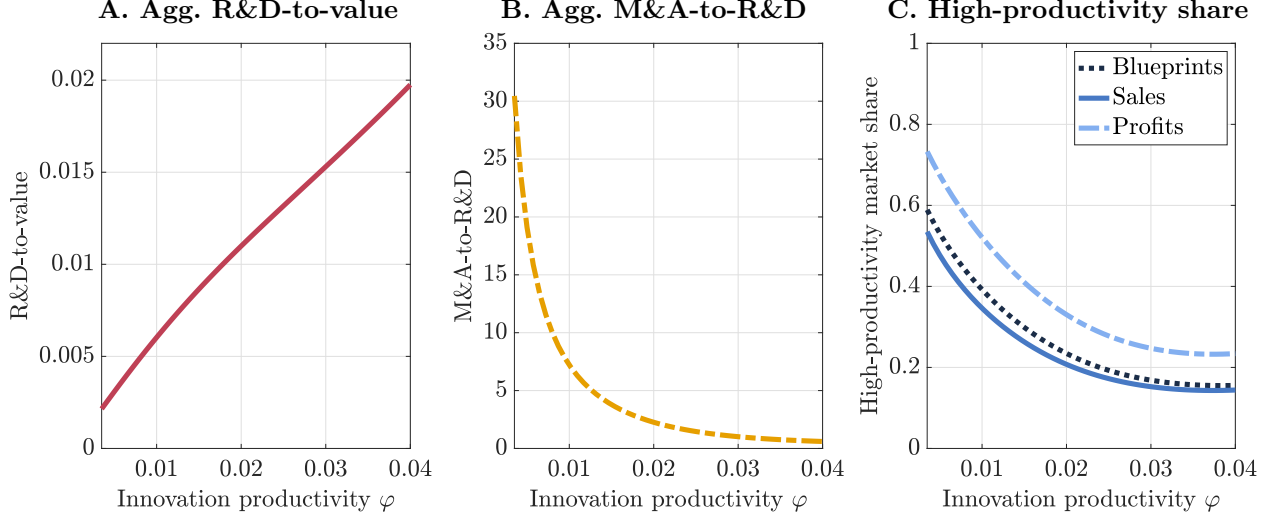 A. Agg. R&D-to-value
R&D-to-value
0.02
0.015
0.01
0.005
0
0.01 0.02 0.03 0.04
Innovation productivity φ
B. Agg. M&A-to-R&D
M&A-to-R&D
35
30
25
20
15
10
5
0
0.01 0.02 0.03 0.04
Innovation productivity φ
C. High-productivity share
High-productivity market share
1
0.8
0.6
0.4
0.2
0
Blueprints
Sales
Profits
0.01 0.02 0.03 0.04
Innovation productivity φ